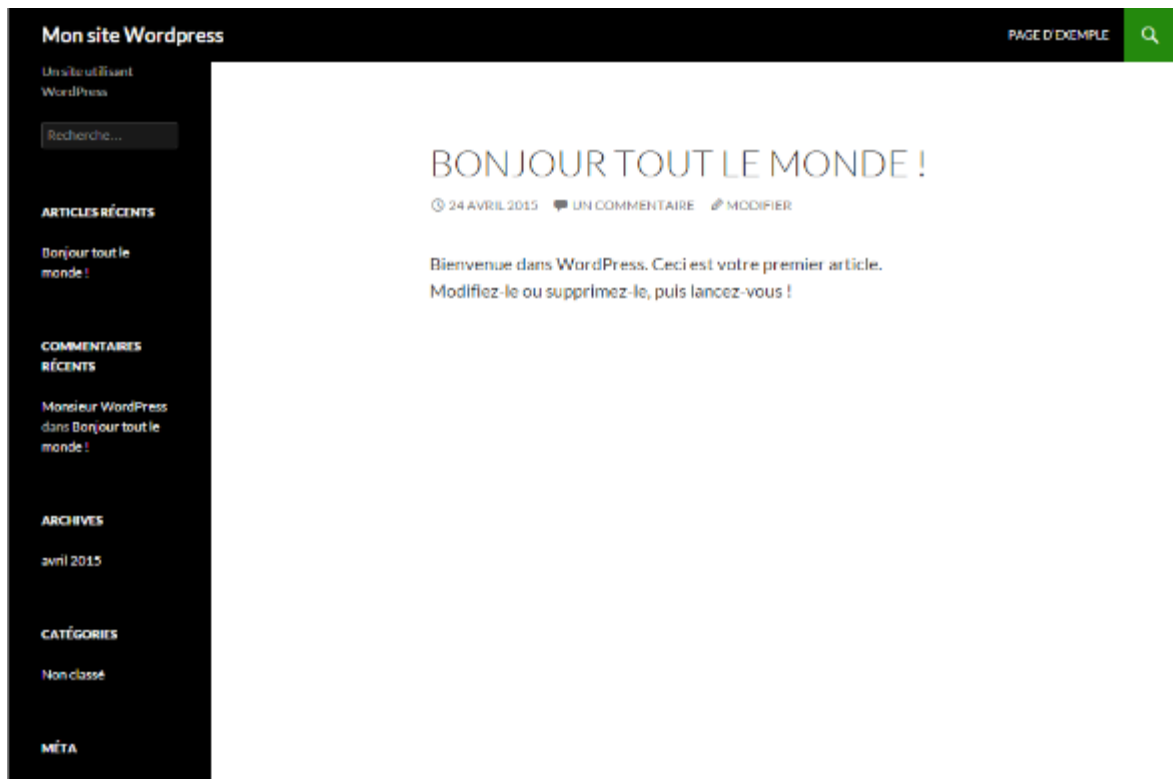 Mon site Wordpress
PAGE D'EXEMPLE
Un site utilisant
WordPress
Recherche...
ARTICLES RÉCENTS
Bonjour tout le
monde !
COMMENTAIRES
RÉCENTS
Monsieur WordPress
dans Bonjour tout le
monde !
ARCHIVES
avril 2015
CATÉGORIES
Non classé
MÉTA
BONJOUR TOUT LE MONDE !
24 AVRIL 2015 UN COMMENTAIRE MODIFIER
Bienvenue dans WordPress. Ceci est votre premier article.
Modifiez-le ou supprimez-le, puis lancez-vous !